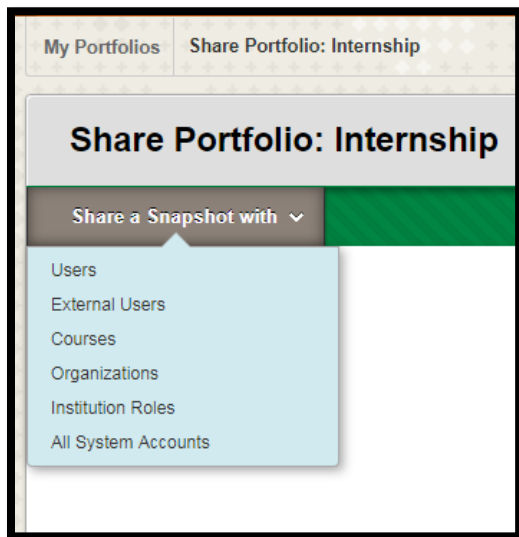 My Portfolios Share Portfolio: Internship
Share Portfolio: Internship
Share a Snapshot with
Users
External Users
Courses
Organizations
Institution Roles
All System Accounts